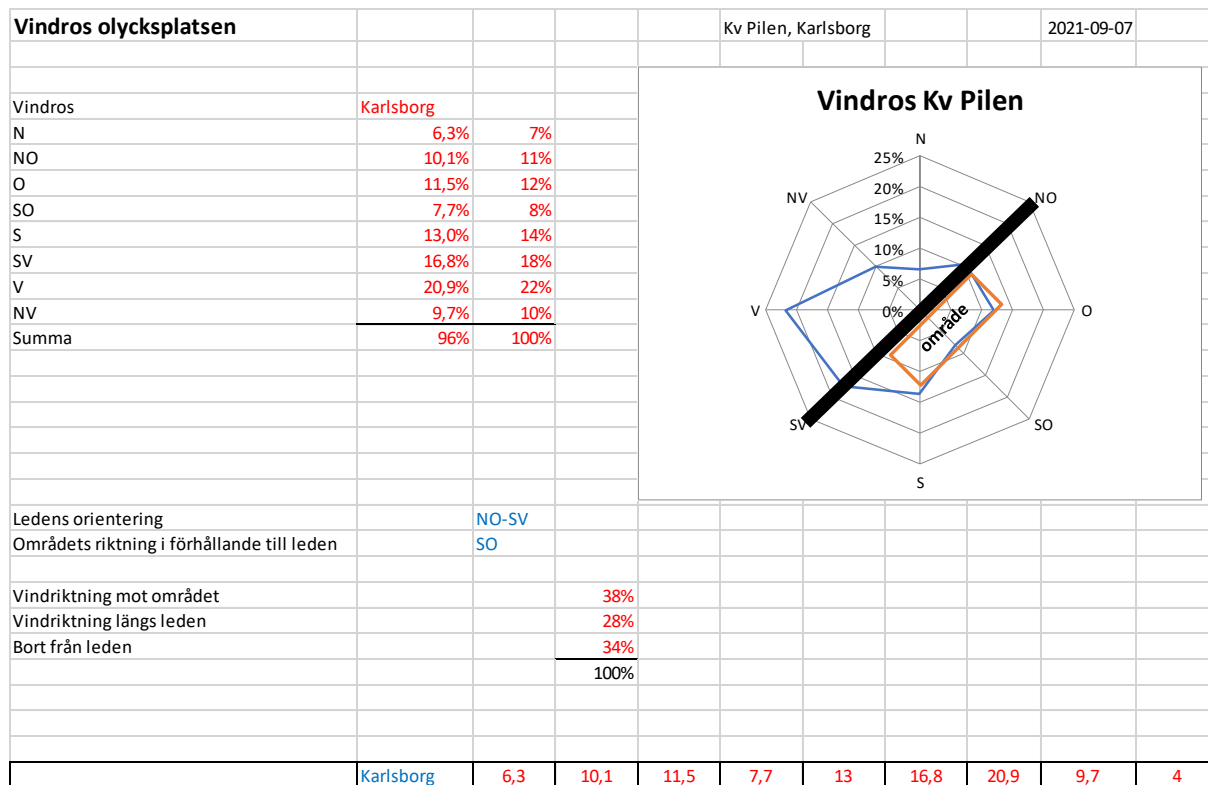 Vindros olycksplatsen Kv Pilen, Karlsborg 2021-09-07
Vindros Karlsborg
N 6,3% 7%
NO 10,1% 11%
O 11,5% 12%
SO 7,7% 8%
S 13,0% 14%
SV 16,8% 18%
V 20,9% 22%
NV 9,7% 10%
Summa 96% 100%
Vindros Kv Pilen
N
25%
NV 20% NO
15%
10%
5%
V 0% O
område
SV SO
S
Ledens orientering NO-SV
Områdets riktning i förhållande till leden SO
Vindriktning mot området 38%
Vindriktning längs leden 28%
Bort från leden 34%
100%
Karlsborg 6,3 10,1 11,5 7,7 13 16,8 20,9 9,7 4